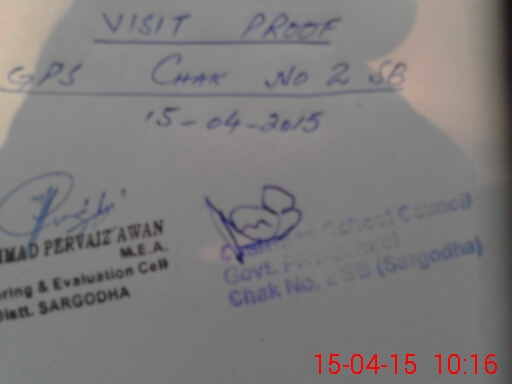 VISIT PROOF
GPS CHAK NO 2 SB
15-04-2015
MAD PERVAIZ AWAN
M.E.A.
ring & Evaluation Cell
Distt. SARGODHA
School Council
Govt.
Chak No. 2 SB (Sargodha)
15-04-15 10:16